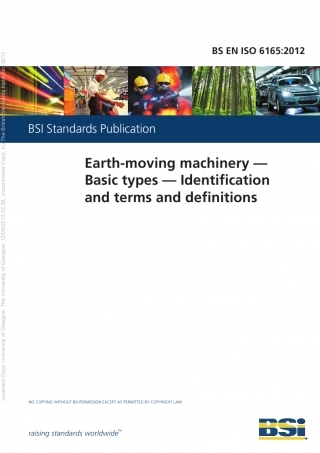 BS EN ISO 6165:2012
BSI Standards Publication
Earth-moving machinery —
Basic types — Identification
and terms and definitions
NO COPYING WITHOUT BSI PERMISSION EXCEPT AS PERMITTED BY COPYRIGHT LAW
raising standards worldwide™
BSi